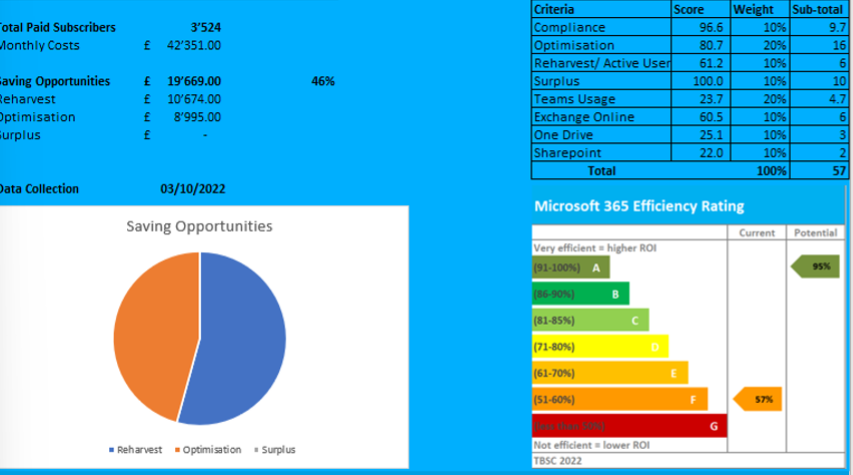 Total Paid Subscribers 3'524
Monthly Costs £ 42'351.00
Saving Opportunities £ 19'669.00 46%
Reharvest £ 10'674.00
Optimisation £ 8'995.00
Surplus £ -
Data Collection 03/10/2022
Saving Opportunities
Reharvest Optimisation Surplus
Criteria Score Weight Sub-total
Compliance 96.6 10% 9.7
Optimisation 80.7 20% 16
Reharvest/ Active User 61.2 10% 6
Surplus 100.0 10% 10
Teams Usage 23.7 20% 4.7
Exchange Online 60.5 10% 6
One Drive 25.1 10% 3
Sharepoint 22.0 10% 2
Total 100% 57
Microsoft 365 Efficiency Rating
Current Potential
Very efficient = higher ROI
(91-100%) A 95%
(86-90%) B
(81-85%) C
(71-80%) D
(61-70%) E
(51-60%) F 57%
(less than 50%) G
Not efficient = lower ROI
TBSC 2022